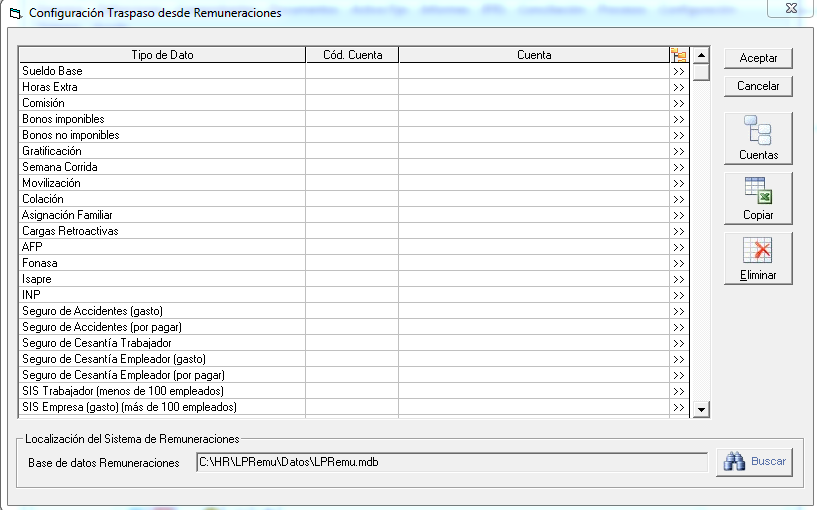 Configuración Traspaso desde Remuneraciones
Tipo de Dato Cód. Cuenta Cuenta
Sueldo Base >>
Horas Extra >>
Comisión >>
Bonos imponibles >>
Bonos no imponibles >>
Gratificación >>
Semana Corrida >>
Movilización >>
Colación >>
Asignación Familiar >>
Cargas Retroactivas >>
AFP >>
Fonasa >>
Isapre >>
INP >>
Seguro de Accidentes (gasto) >>
Seguro de Accidentes (por pagar) >>
Seguro de Cesantía Trabajador >>
Seguro de Cesantía Empleador (gasto) >>
Seguro de Cesantía Empleador (por pagar) >>
SIS Trabajador (menos de 100 empleados) >>
SIS Empresa (gasto) (más de 100 empleados) >>
Aceptar
Cancelar
Cuentas
Copiar
Eliminar
Localización del Sistema de Remuneraciones
Base de datos Remuneraciones C:\HR\LPRemu\Datos\LPRemu.mdb Buscar